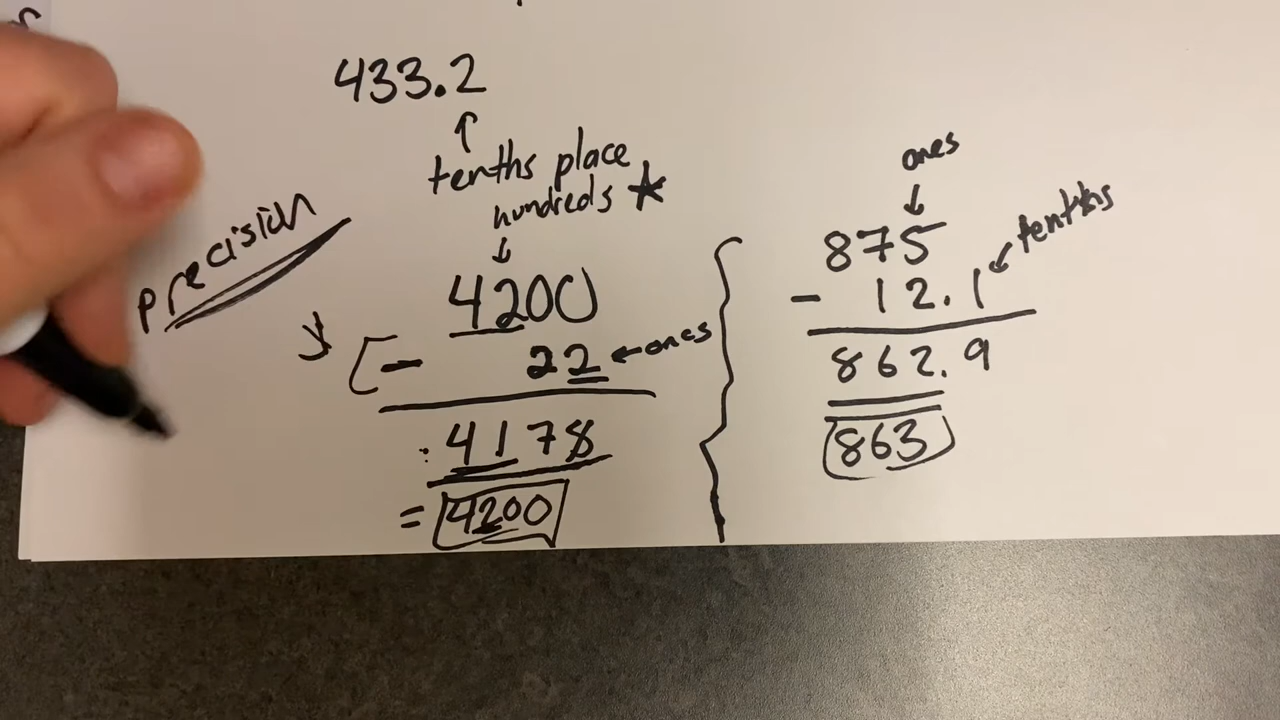 433.2
↑
tenths place
precision
hundreds ★
↓
4200
- 22 ← ones
4178
= 4200
ones
↓
875
- 12.1 ← tenths
862.9
863